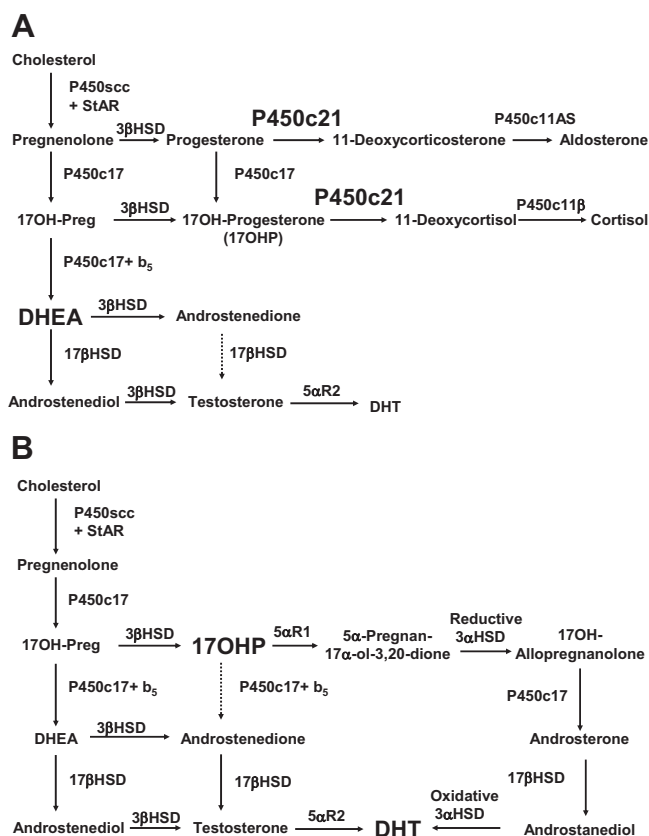 A
Cholesterol
P450scc
+ StAR
Pregnenolone 3βHSD Progesterone P450c21 11-Deoxycorticosterone P450c11AS Aldosterone
P450c17 P450c17
17OH-Preg 3βHSD 17OH-Progesterone P450c21 11-Deoxycortisol P450c11β Cortisol
(17OHP)
P450c17+ b₅
DHEA 3βHSD Androstenedione
17βHSD 17βHSD
Androstenediol 3βHSD Testosterone 5αR2 DHT
B
Cholesterol
P450scc
+ StAR
Pregnenolone
P450c17
Reductive 17OH-
17OH-Preg 3βHSD 17OHP 5αR1 5α-Pregnan- 3αHSD Allopregnanolone
17α-ol-3,20-dione
P450c17+ b₅ P450c17+ b₅ P450c17
DHEA 3βHSD Androstenedione Androsterone
17βHSD 17βHSD Oxidative 17βHSD
3αHSD
Androstenediol 3βHSD Testosterone 5αR2 DHT Androstanediol